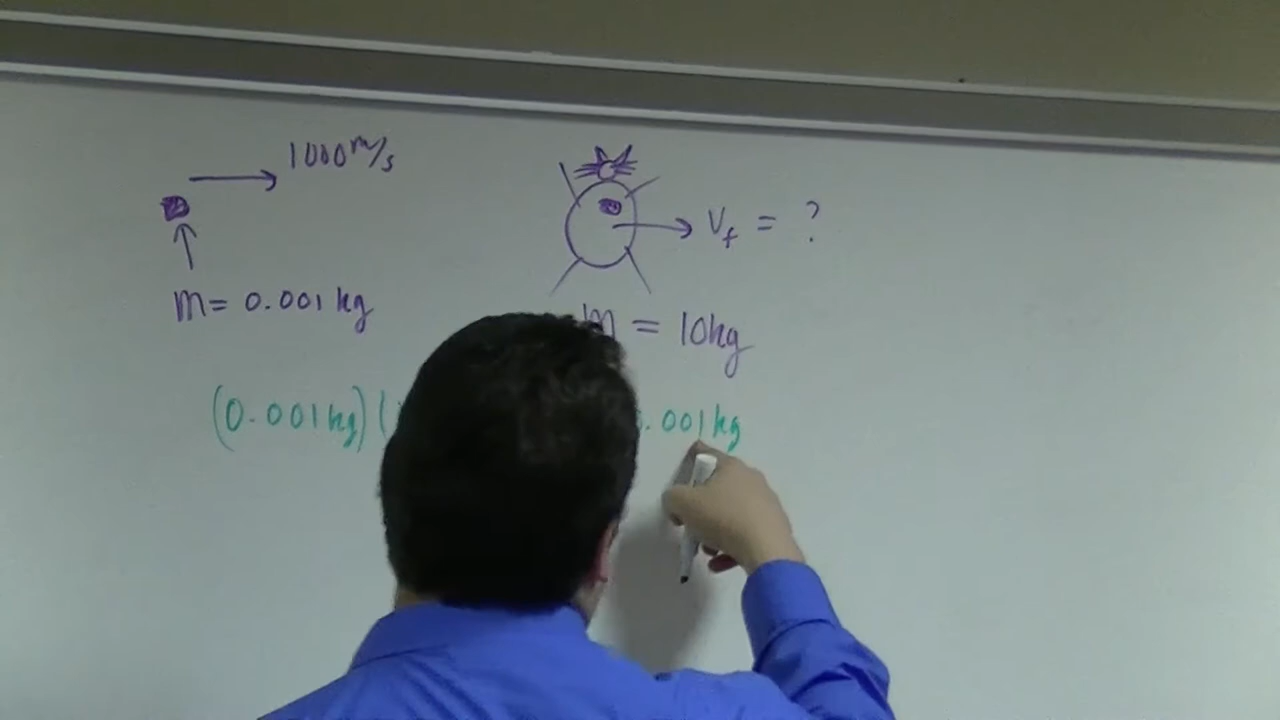 1000 m/s
V_f = ?
m = 0.001 kg
m = 10 kg
(0.001 kg) ( .001 kg